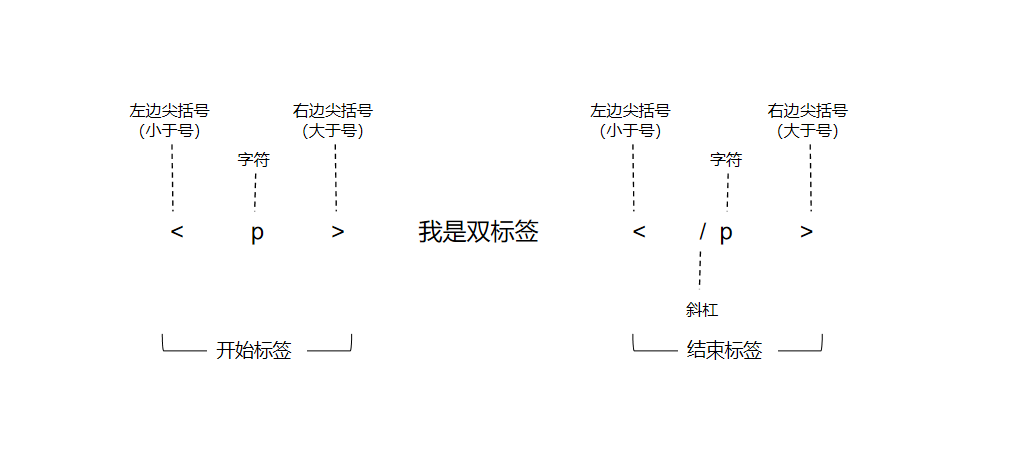 左边尖括号
（小于号）
右边尖括号
（大于号）
左边尖括号
（小于号）
右边尖括号
（大于号）
字符
字符
< p > 我是双标签 < / p >
斜杠
开始标签
结束标签